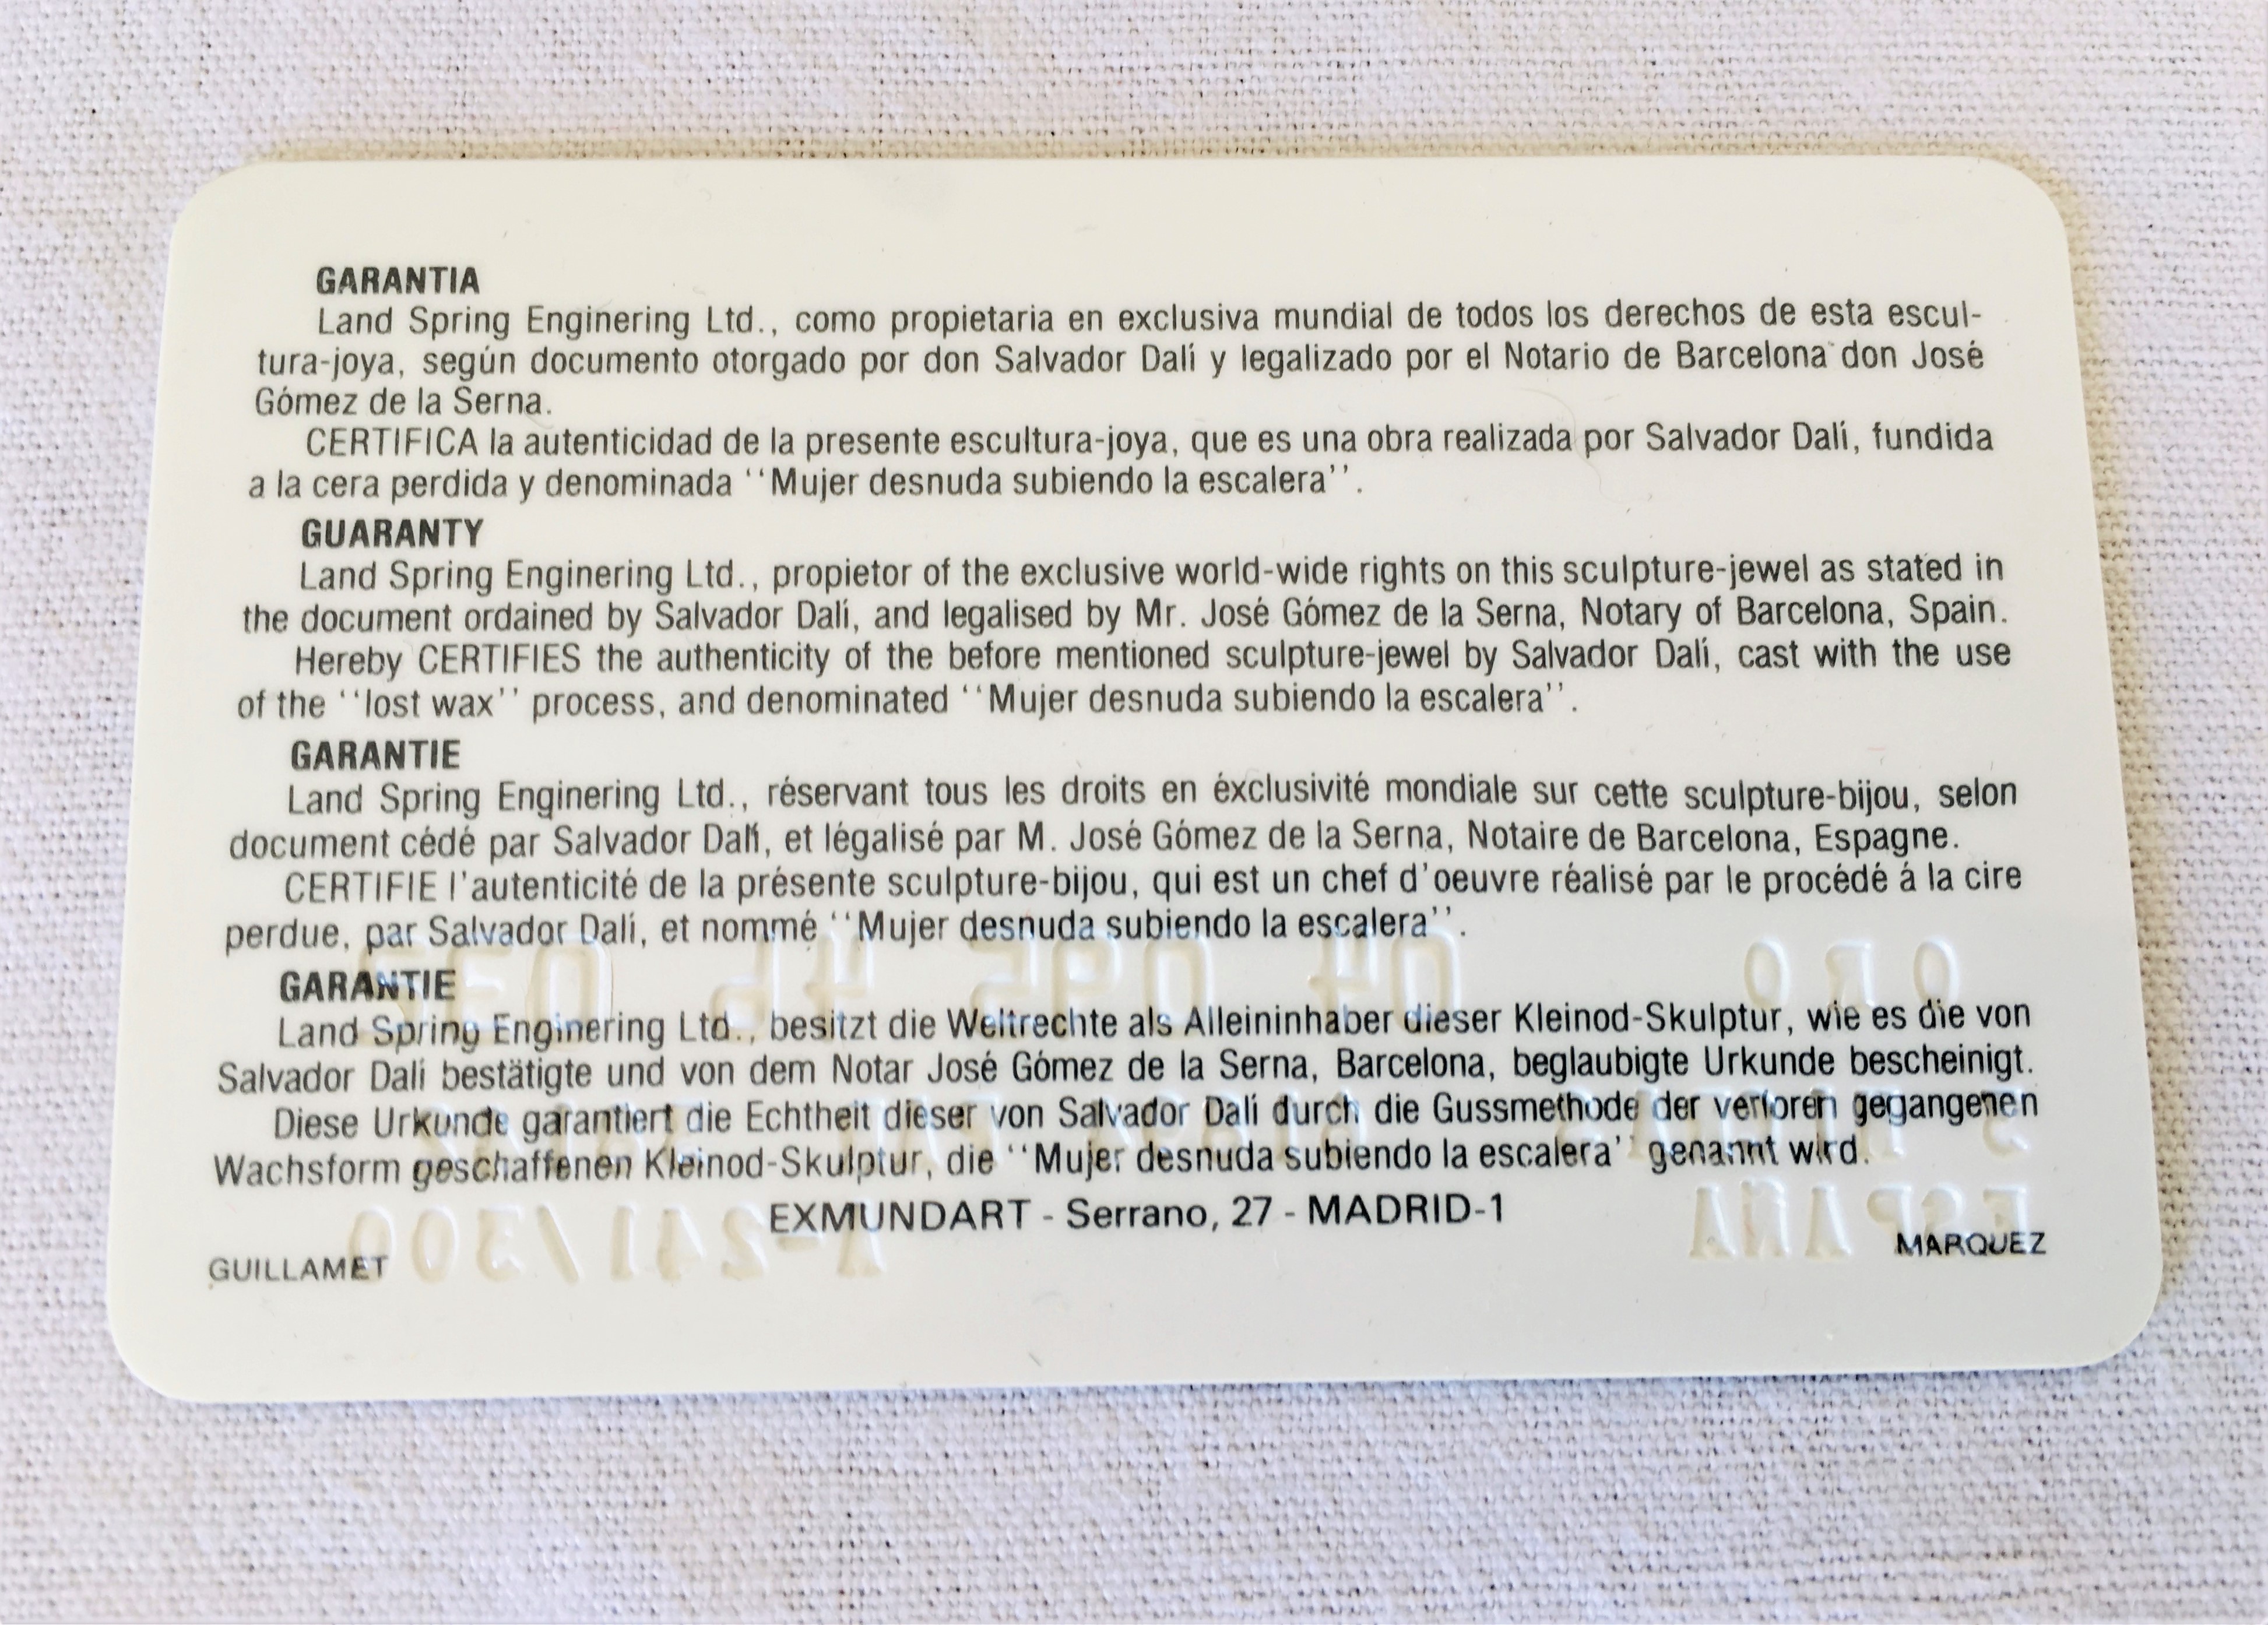 GARANTIA
Land Spring Enginering Ltd., como propietaria en exclusiva mundial de todos los derechos de esta escul-
tura-joya, según documento otorgado por don Salvador Dalí y legalizado por el Notario de Barcelona don José
Gómez de la Serna.
CERTIFICA la autenticidad de la presente escultura-joya, que es una obra realizada por Salvador Dalí, fundida
a la cera perdida y denominada ‘‘Mujer desnuda subiendo la escalera’’.
GUARANTY
Land Spring Enginering Ltd., propietor of the exclusive world-wide rights on this sculpture-jewel as stated in
the document ordained by Salvador Dalí, and legalised by Mr. José Gómez de la Serna, Notary of Barcelona, Spain.
Hereby CERTIFIES the authenticity of the before mentioned sculpture-jewel by Salvador Dalí, cast with the use
of the ‘‘lost wax’’ process, and denominated ‘‘Mujer desnuda subiendo la escalera’’.
GARANTIE
Land Spring Enginering Ltd., réservant tous les droits en éxclusivité mondiale sur cette sculpture-bijou, selon
document cédé par Salvador Dalí, et légalisé par M. José Gómez de la Serna, Notaire de Barcelona, Espagne.
CERTIFIE l'autenticité de la présente sculpture-bijou, qui est un chef d'oeuvre réalisé par le procédé á la cire
perdue, par Salvador Dalí, et nommé ‘‘Mujer desnuda subiendo la escalera’’.
GARANTIE
Land Spring Enginering Ltd., besitzt die Weltrechte als Alleininhaber dieser Kleinod-Skulptur, wie es die von
Salvador Dalí bestätigte und von dem Notar José Gómez de la Serna, Barcelona, beglaubigte Urkunde bescheinigt.
Diese Urkunde garantiert die Echtheit dieser von Salvador Dalí durch die Gussmethode der verloren gegangenen
Wachsform geschaffenen Kleinod-Skulptur, die ‘‘Mujer desnuda subiendo la escalera’’ genannt wird.
EXMUNDART - Serrano, 27 - MADRID-1
GUILLAMET
MARQUEZ
ORO
ESPAÑA